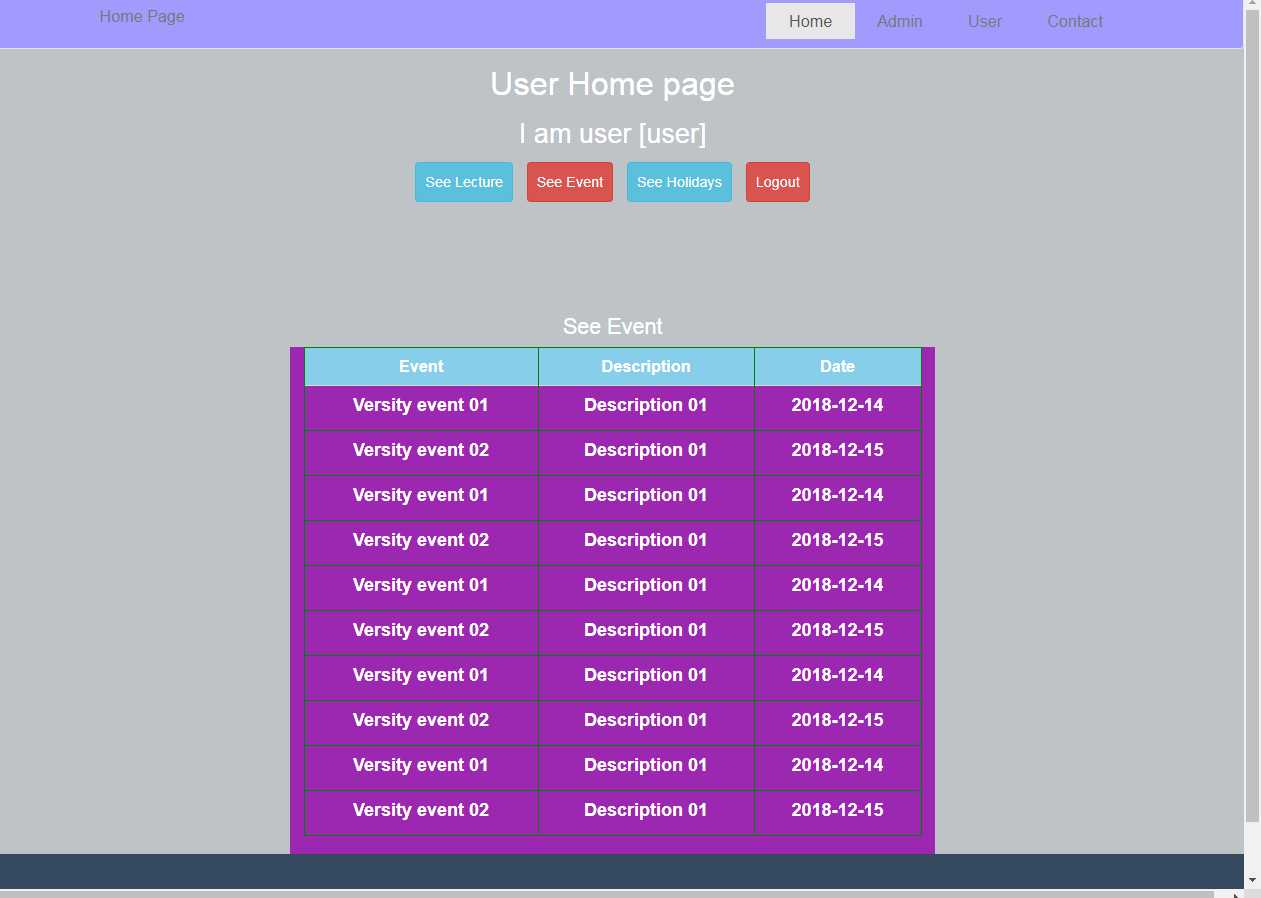 Home Page Home Admin User Contact
User Home page
I am user [user]
See Lecture See Event See Holidays Logout
See Event
Event Description Date
Versity event 01 Description 01 2018-12-14
Versity event 02 Description 01 2018-12-15
Versity event 01 Description 01 2018-12-14
Versity event 02 Description 01 2018-12-15
Versity event 01 Description 01 2018-12-14
Versity event 02 Description 01 2018-12-15
Versity event 01 Description 01 2018-12-14
Versity event 02 Description 01 2018-12-15
Versity event 01 Description 01 2018-12-14
Versity event 02 Description 01 2018-12-15